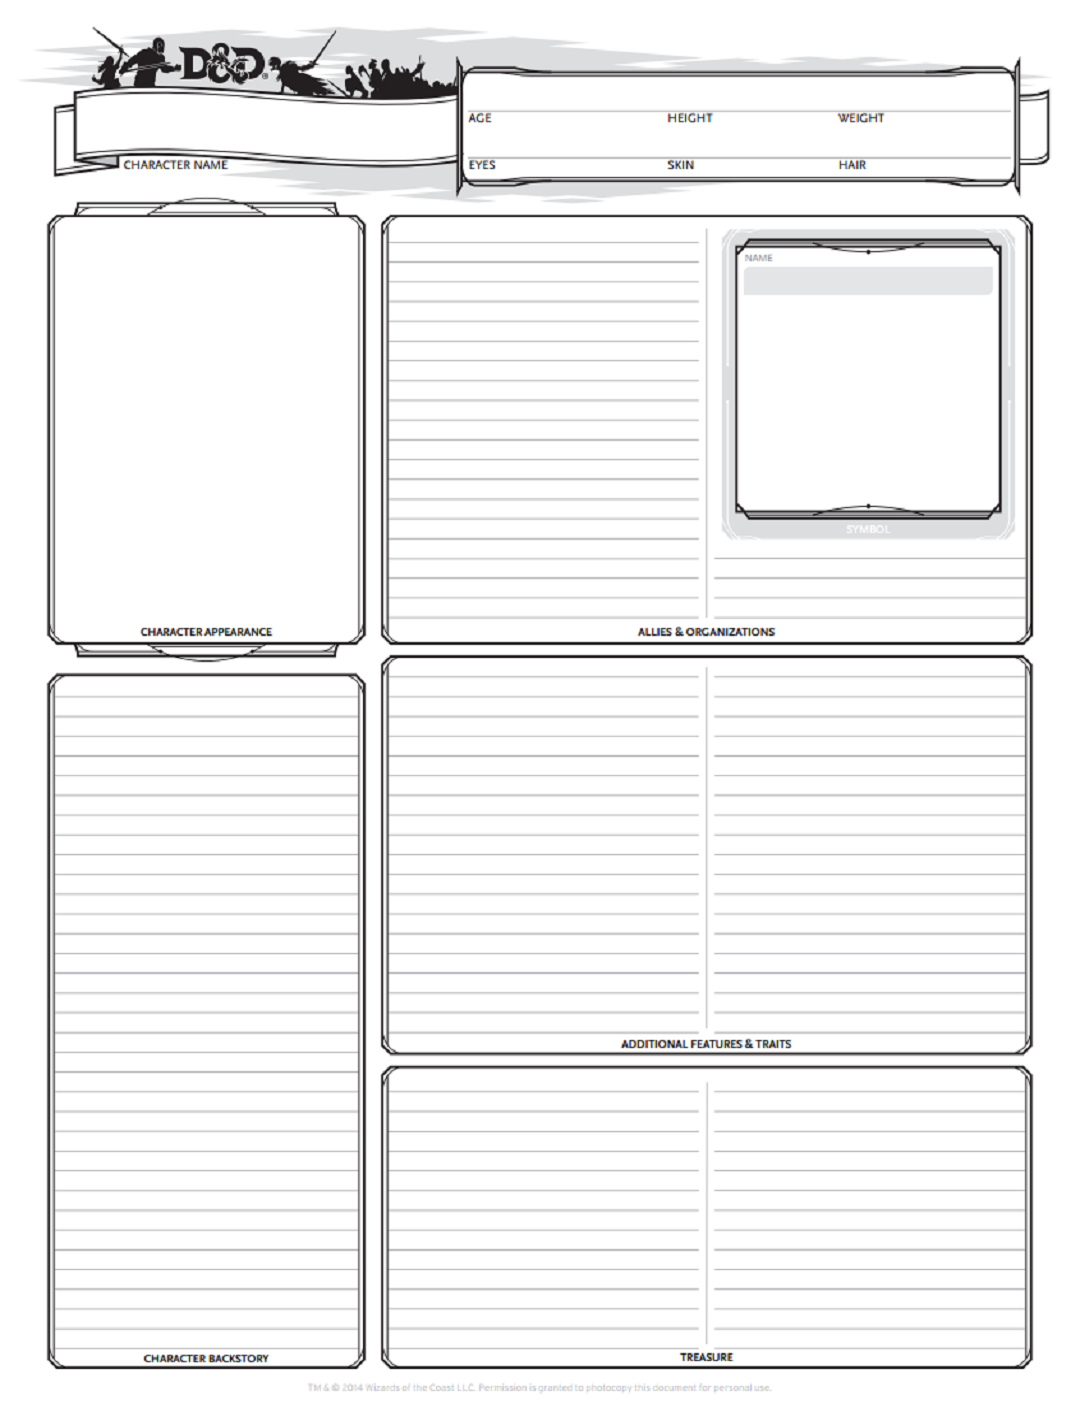 D&D®
AGE HEIGHT WEIGHT
CHARACTER NAME
EYES SKIN HAIR
NAME
SYMBOL
CHARACTER APPEARANCE
ALLIES & ORGANIZATIONS
ADDITIONAL FEATURES & TRAITS
CHARACTER BACKSTORY
TREASURE
TM & © 2014 Wizards of the Coast LLC. Permission is granted to photocopy this document for personal use.